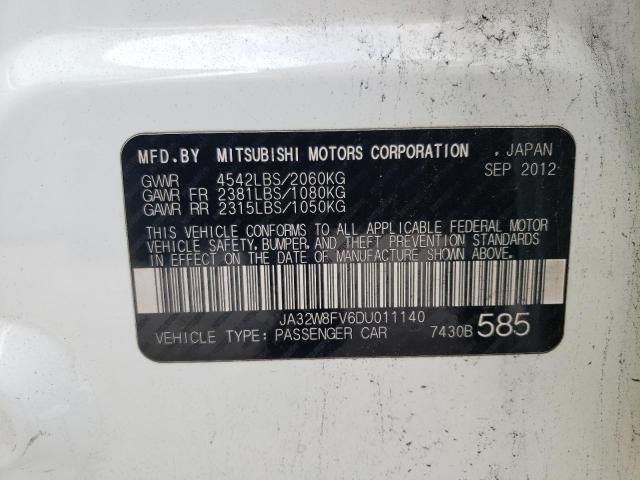 MFD.BY MITSUBISHI MOTORS CORPORATION . JAPAN
SEP 2012
GVWR 4542LBS/2060KG
GAWR FR 2381LBS/1080KG
GAWR RR 2315LBS/1050KG
THIS VEHICLE CONFORMS TO ALL APPLICABLE FEDERAL MOTOR
VEHICLE SAFETY, BUMPER, AND THEFT PREVENTION STANDARDS
IN EFFECT ON THE DATE OF MANUFACTURE SHOWN ABOVE.
JA32W8FV6DU011140
VEHICLE TYPE: PASSENGER CAR 7430B 585